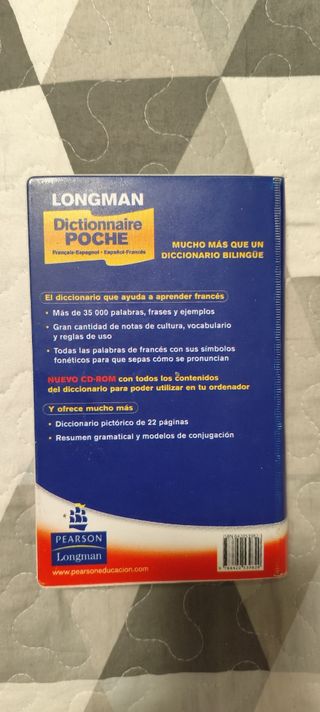 LONGMAN
Dictionnaire
POCHE
Français-Espagnol - Español-Francés
MUCHO MÁS QUE UN
DICCIONARIO BILINGÜE
El diccionario que ayuda a aprender francés
• Más de 35 000 palabras, frases y ejemplos
• Gran cantidad de notas de cultura, vocabulario
y reglas de uso
• Todas las palabras de francés con sus símbolos
fonéticos para que sepas cómo se pronuncian
NUEVO CD-ROM con todos los contenidos
del diccionario para poder utilizar en tu ordenador
Y ofrece mucho más
• Diccionario pictórico de 22 páginas
• Resumen gramatical y modelos de conjugación
PEARSON
Longman
www.pearsoneducacion.com
ISBN